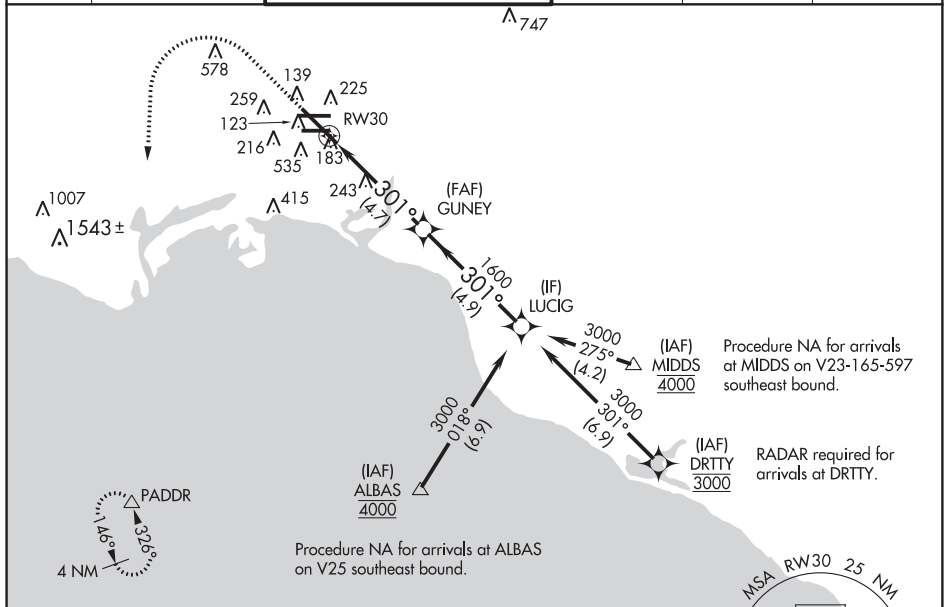 747
578
139
225
259
123
RW30
216
535
183
243
301°
(4.7)
(FAF)
GUNEY
415
1007
1543 ±
1600
301°
(4.9)
(IF)
LUCIG
3000
275°
(4.2)
(IAF)
MIDDS
4000
Procedure NA for arrivals
at MIDDS on V23-165-597
southeast bound.
3000
018°
(6.9)
3000
301°
(6.9)
(IAF)
DRTTY
3000
RADAR required for
arrivals at DRTTY.
(IAF)
ALBAS
4000
PADDR
146°
326°
4 NM
Procedure NA for arrivals at ALBAS
on V25 southeast bound.
MSA RW30 25 NM